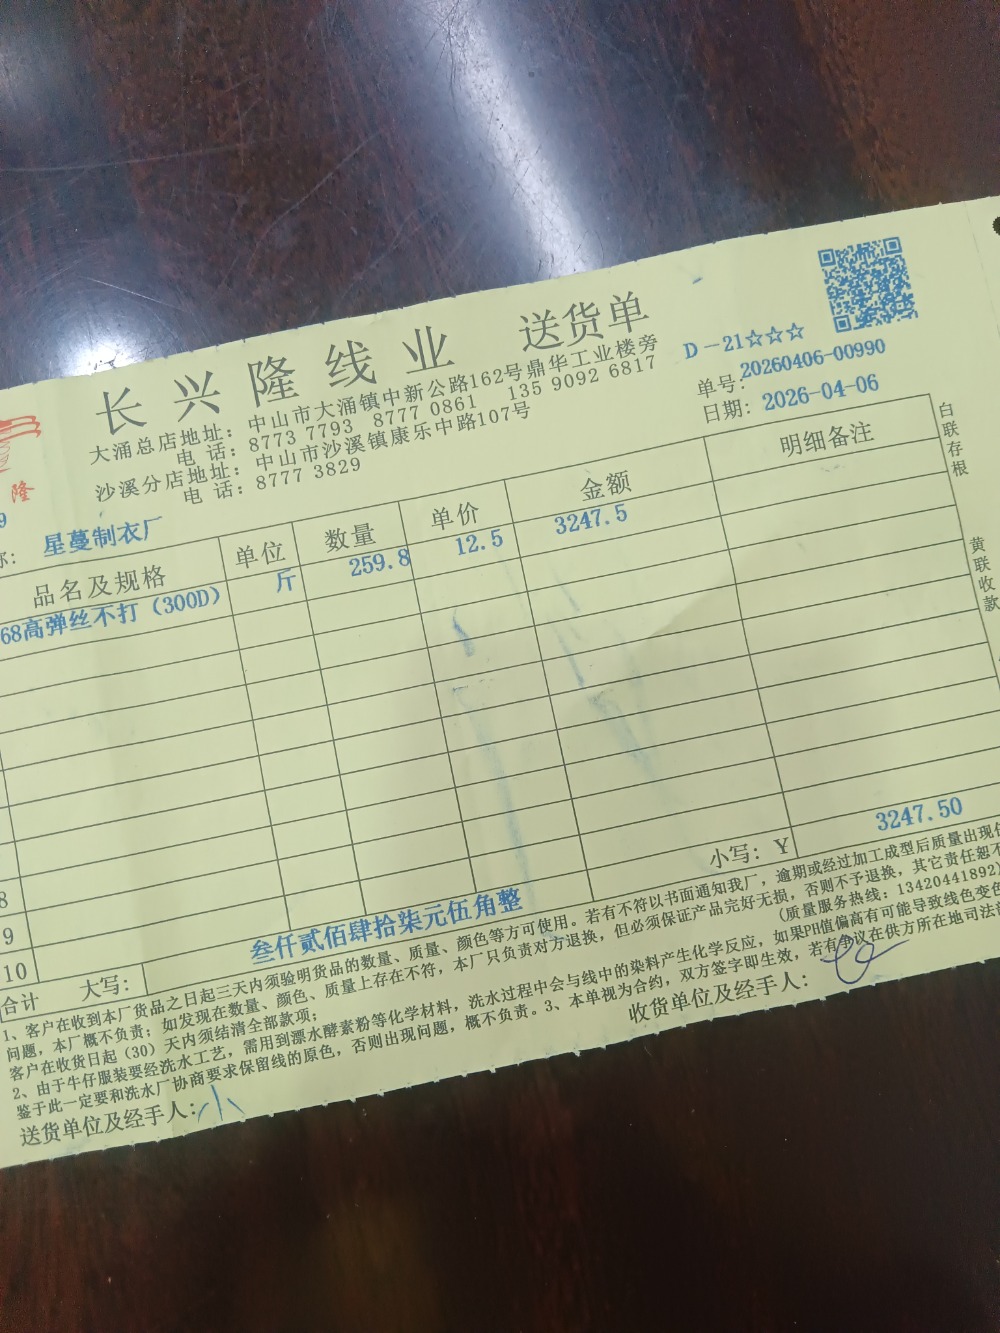 长兴隆线业 送货单
大涌总店地址：中山市大涌镇中新公路162号鼎华工业楼旁
电 话：8773 7793 8777 0861 135 9092 6817
沙溪分店地址：中山市沙溪镇康乐中路107号
电 话：8777 3829
D－21☆☆☆
单号：20260406-00990
日期：2026-04-06
隆
9
称：星蔓制衣厂
品名及规格 单位 数量 单价 金额 明细备注
68高弹丝不打（300D） 斤 259.8 12.5 3247.5
8
9
10
合计 大写：叁仟贰佰肆拾柒元伍角整 小写：Y 3247.50
白联存根
黄联收款
1、客户在收到本厂货品之日起三天内须验明货品的数量、质量、颜色等方可使用。若有不符以书面通知我厂，逾期或经过加工成型后质量出现
问题，本厂概不负责；如发现在数量、颜色、质量上存在不符，本厂只负责对方退换，但必须保证产品完好无损，否则不予退换，其它责任恕不
客户在收货日起（30）天内须结清全部款项； (质量服务热线：13420441892)
2、由于牛仔服装要经洗水工艺，需用到漂水酵素粉等化学材料，洗水过程中会与线中的染料产生化学反应，如果PH值偏高有可能导致线色变色
鉴于此一定要和洗水厂协商要求保留线的原色，否则出现问题，概不负责。3、本单视为合约，双方签字即生效，若有争议在供方所在地司法
送货单位及经手人：小 收货单位及经手人：